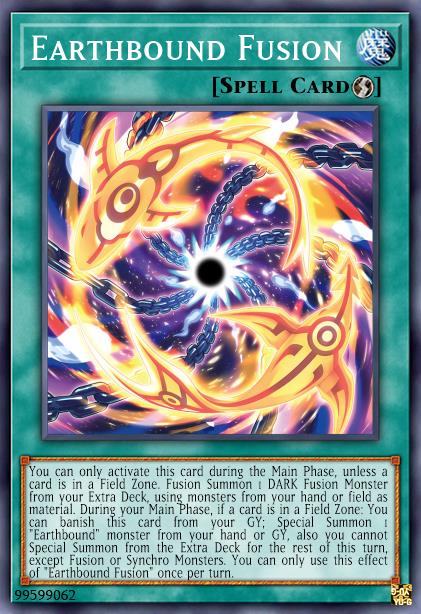 EARTHBOUND FUSION
[SPELL CARD]
You can only activate this card during the Main Phase, unless a
card is in a Field Zone. Fusion Summon 1 DARK Fusion Monster
from your Extra Deck, using monsters from your hand or field as
material. During your Main Phase, if a card is in a Field Zone: You
can banish this card from your GY; Special Summon 1
"Earthbound" monster from your hand or GY, also you cannot
Special Summon from the Extra Deck for the rest of this turn,
except Fusion or Synchro Monsters. You can only use this effect
of "Earthbound Fusion" once per turn.
99599062